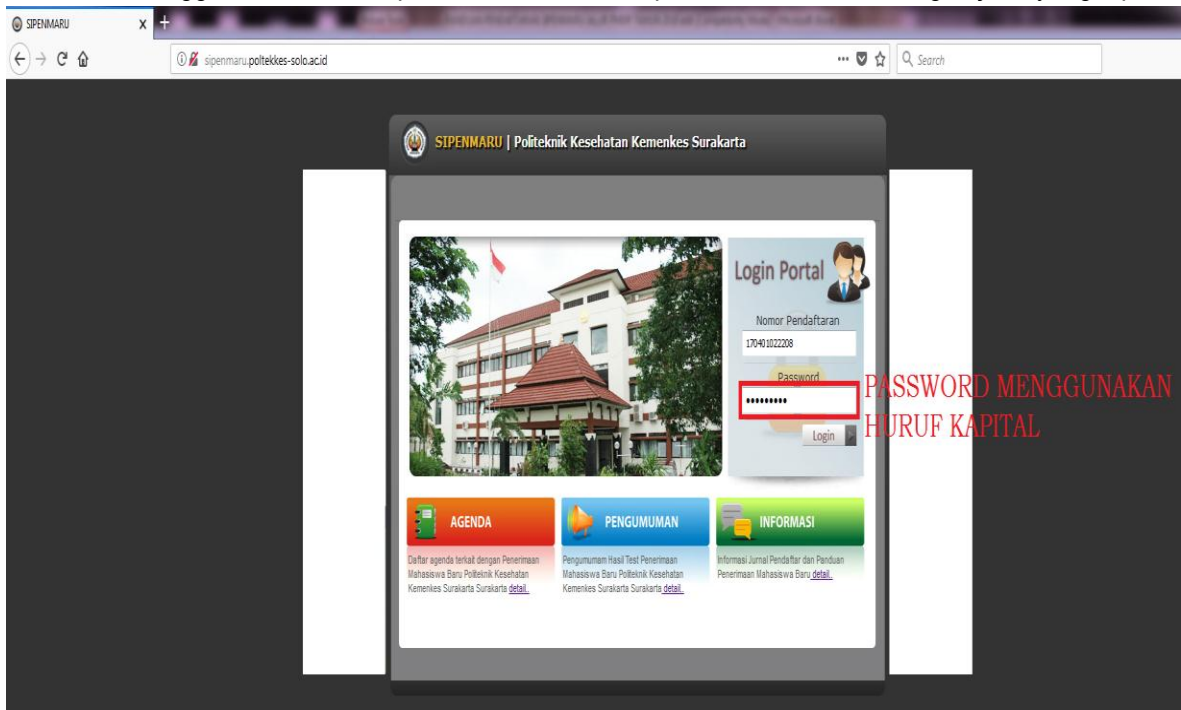 SIPENMARU
sipenmaru.poltekkes-solo.ac.id
Search
SIPENMARU | Politeknik Kesehatan Kemenkes Surakarta
Login Portal
Nomor Pendaftaran
170401022208
Password
•••••••••
Login
PASSWORD MENGGUNAKAN
HURUF KAPITAL
AGENDA
Daftar agenda terkait dengan Penerimaan
Mahasiswa Baru Politeknik Kesehatan
Kemenkes Surakarta Surakarta detail..
PENGUMUMAN
Pengumuman Hasil Test Penerimaan
Mahasiswa Baru Politeknik Kesehatan
Kemenkes Surakarta Surakarta detail..
INFORMASI
Informasi Jurnal Pendaftar dan Panduan
Penerimaan Mahasiswa Baru detail..